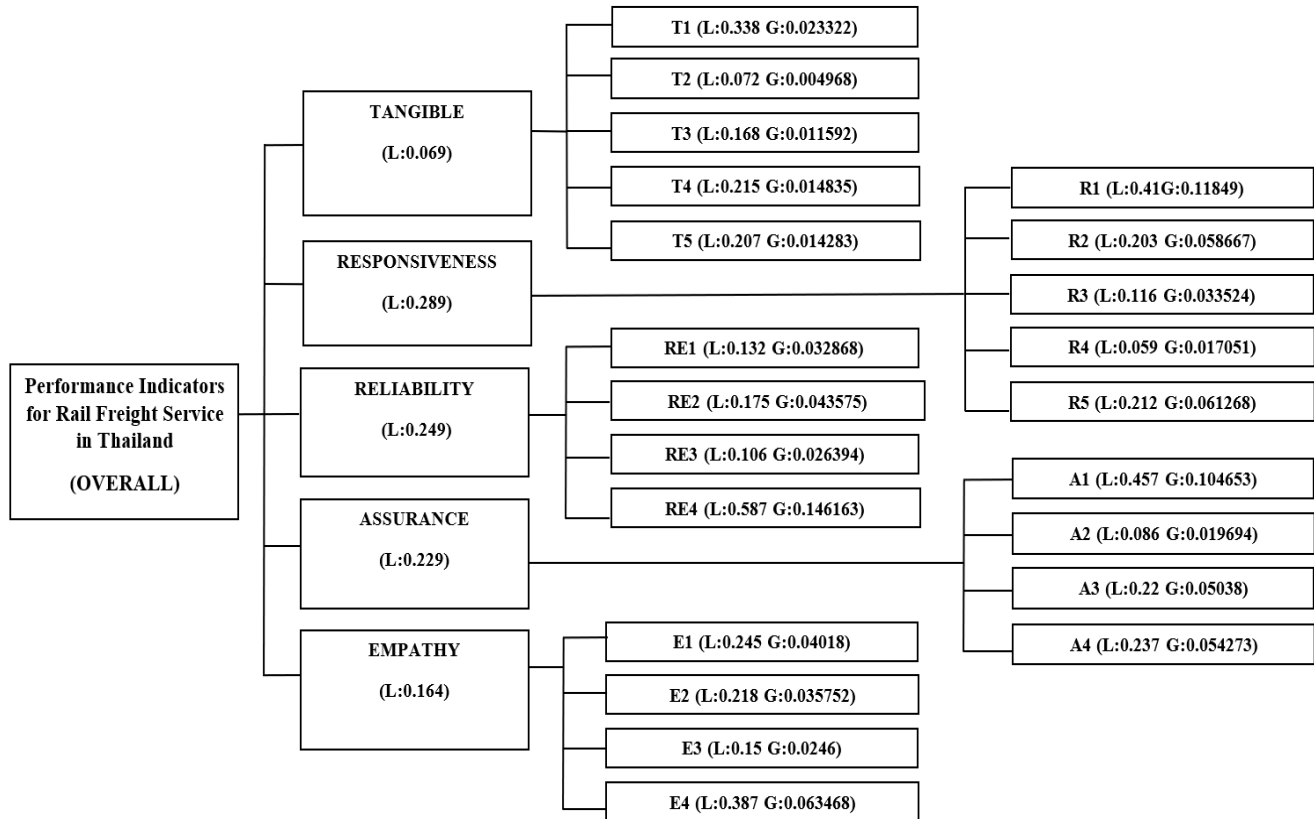 Performance Indicators
for Rail Freight Service
in Thailand
(OVERALL)
TANGIBLE
(L:0.069)
T1 (L:0.338 G:0.023322)
T2 (L:0.072 G:0.004968)
T3 (L:0.168 G:0.011592)
T4 (L:0.215 G:0.014835)
T5 (L:0.207 G:0.014283)
RESPONSIVENESS
(L:0.289)
R1 (L:0.41G:0.11849)
R2 (L:0.203 G:0.058667)
R3 (L:0.116 G:0.033524)
R4 (L:0.059 G:0.017051)
R5 (L:0.212 G:0.061268)
RELIABILITY
(L:0.249)
RE1 (L:0.132 G:0.032868)
RE2 (L:0.175 G:0.043575)
RE3 (L:0.106 G:0.026394)
RE4 (L:0.587 G:0.146163)
ASSURANCE
(L:0.229)
A1 (L:0.457 G:0.104653)
A2 (L:0.086 G:0.019694)
A3 (L:0.22 G:0.05038)
A4 (L:0.237 G:0.054273)
EMPATHY
(L:0.164)
E1 (L:0.245 G:0.04018)
E2 (L:0.218 G:0.035752)
E3 (L:0.15 G:0.0246)
E4 (L:0.387 G:0.063468)